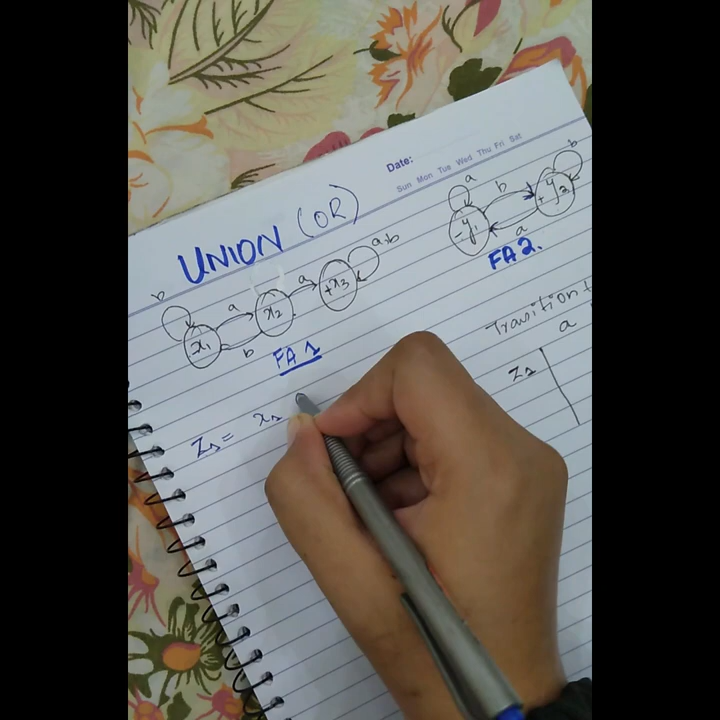 Date:
Sun Mon Tue Wed Thu Fri Sat
UNION (OR)
b
a
b
x1
a
x2
a
+x3
a,b
FA 1
a
-y1
b
a
+y2
b
FA 2.
Z1 = x1
Transition t
a
Z1